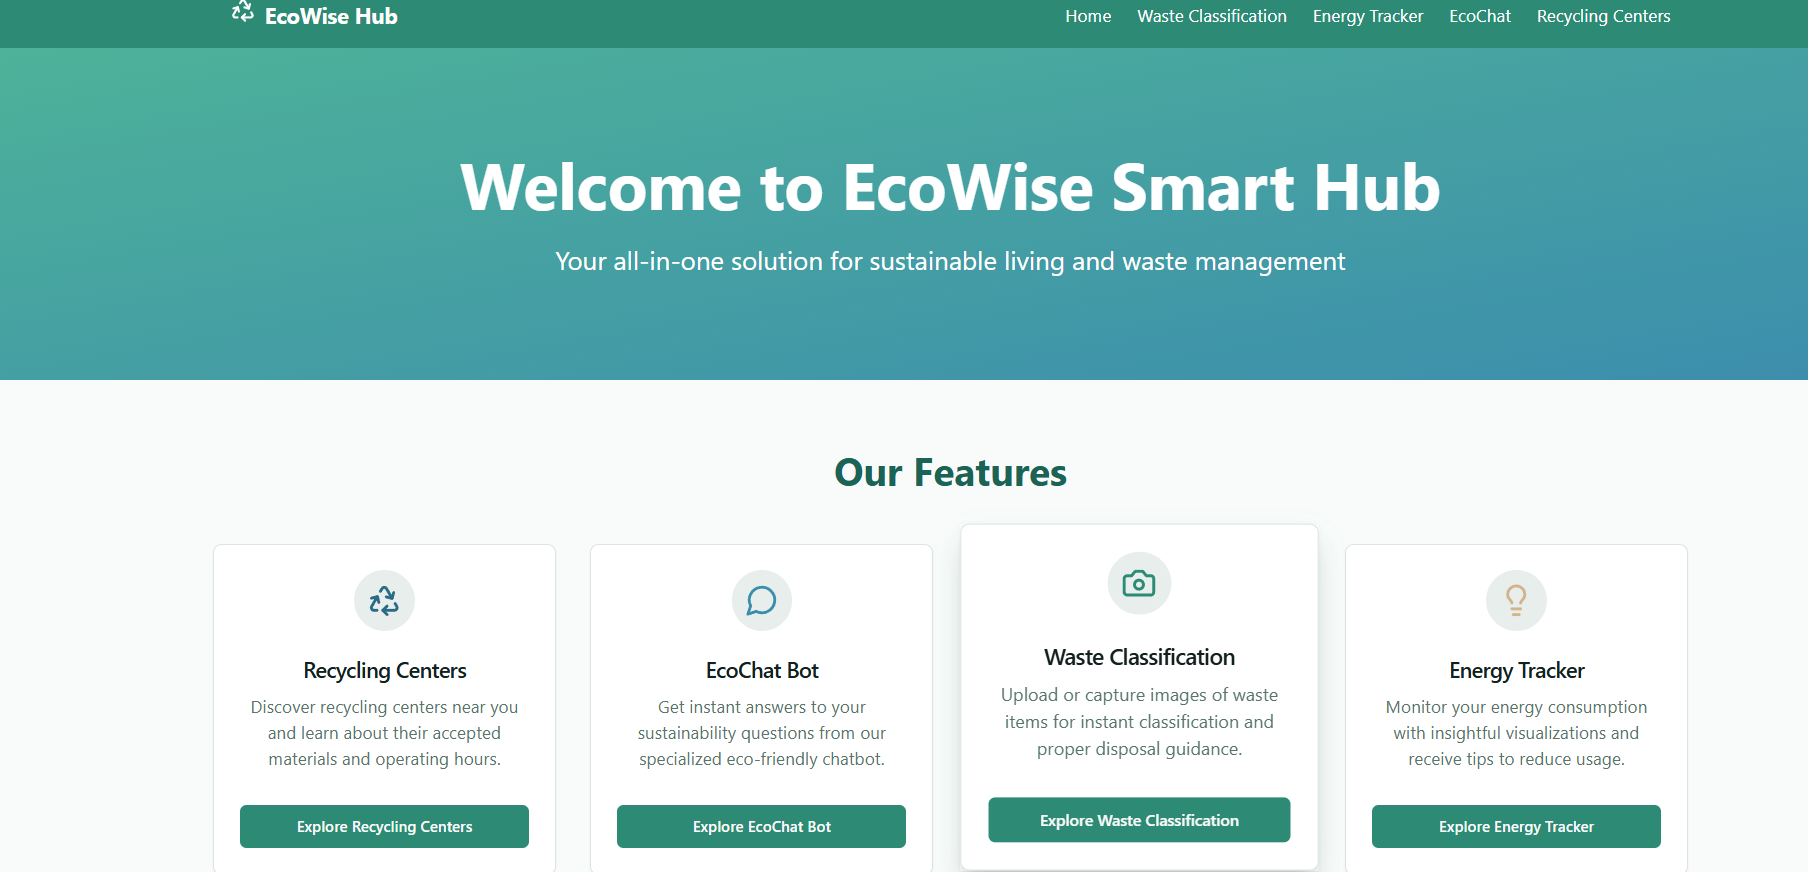 EcoWise Hub
Home Waste Classification Energy Tracker EcoChat Recycling Centers
Welcome to EcoWise Smart Hub
Your all-in-one solution for sustainable living and waste management
Our Features
Recycling Centers
Discover recycling centers near you
and learn about their accepted
materials and operating hours.
Explore Recycling Centers
EcoChat Bot
Get instant answers to your
sustainability questions from our
specialized eco-friendly chatbot.
Explore EcoChat Bot
Waste Classification
Upload or capture images of waste
items for instant classification and
proper disposal guidance.
Explore Waste Classification
Energy Tracker
Monitor your energy consumption
with insightful visualizations and
receive tips to reduce usage.
Explore Energy Tracker